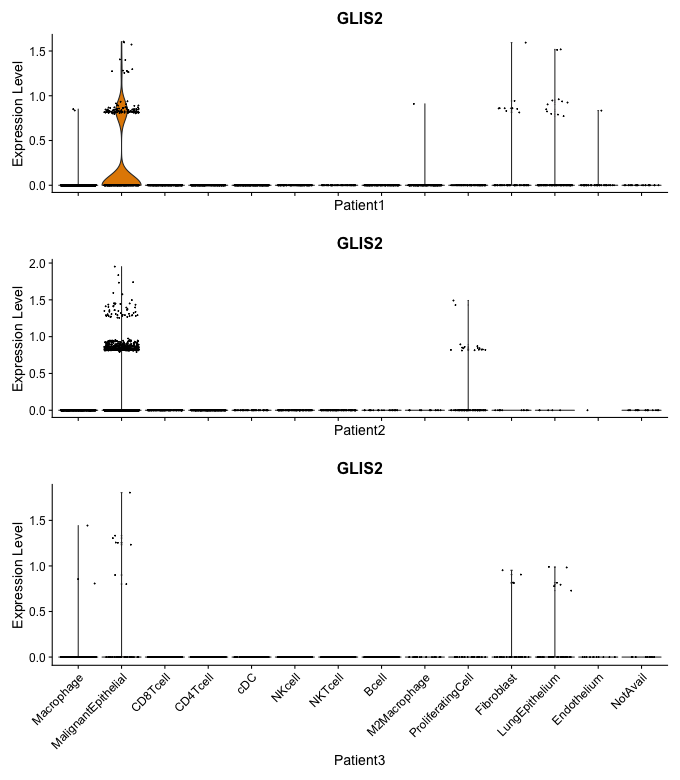 GLIS2
Expression Level
1.5
1.0
0.5
0.0
Patient1
GLIS2
Expression Level
2.0
1.5
1.0
0.5
0.0
Patient2
GLIS2
Expression Level
1.5
1.0
0.5
0.0
Macrophage
MalignantEpithelial
CD8Tcell
CD4Tcell
cDC
NKcell
NKTcell
Bcell
M2Macrophage
ProliferatingCell
Fibroblast
LungEpithelium
Endothelium
NotAvail
Patient3